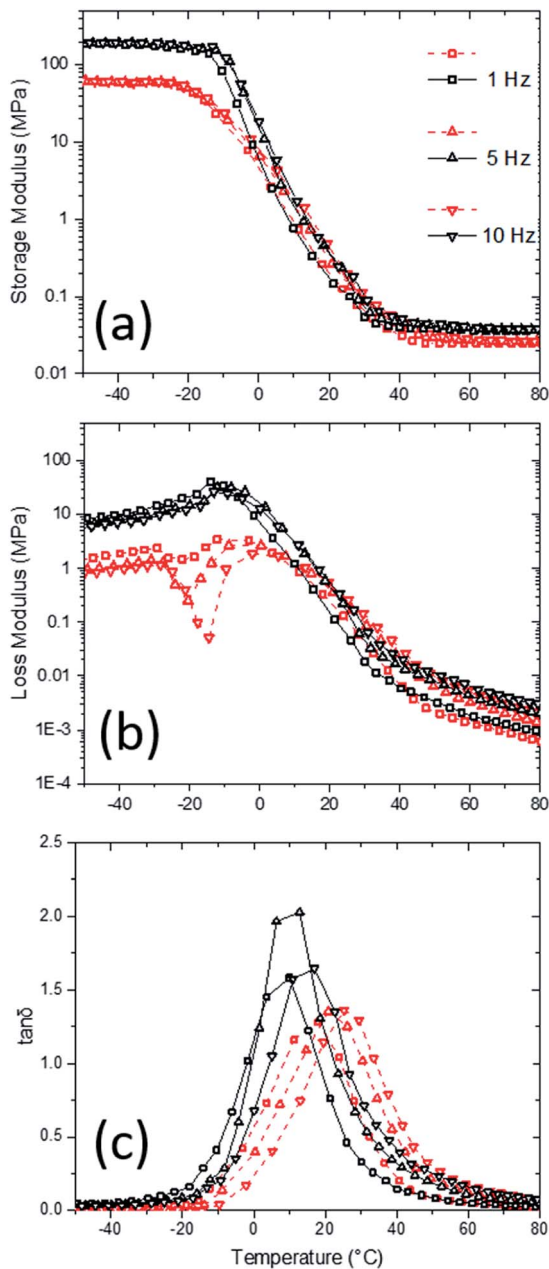 100
10
1
0.1
0.01
Storage Modulus (MPa)
1 Hz
5 Hz
10 Hz
(a)
-40 -20 0 20 40 60 80
100
10
1
0.1
0.01
1E-3
1E-4
Loss Modulus (MPa)
(b)
-40 -20 0 20 40 60 80
2.5
2.0
1.5
1.0
0.5
0.0
tanδ
(c)
-40 -20 0 20 40 60 80
Temperature (°C)